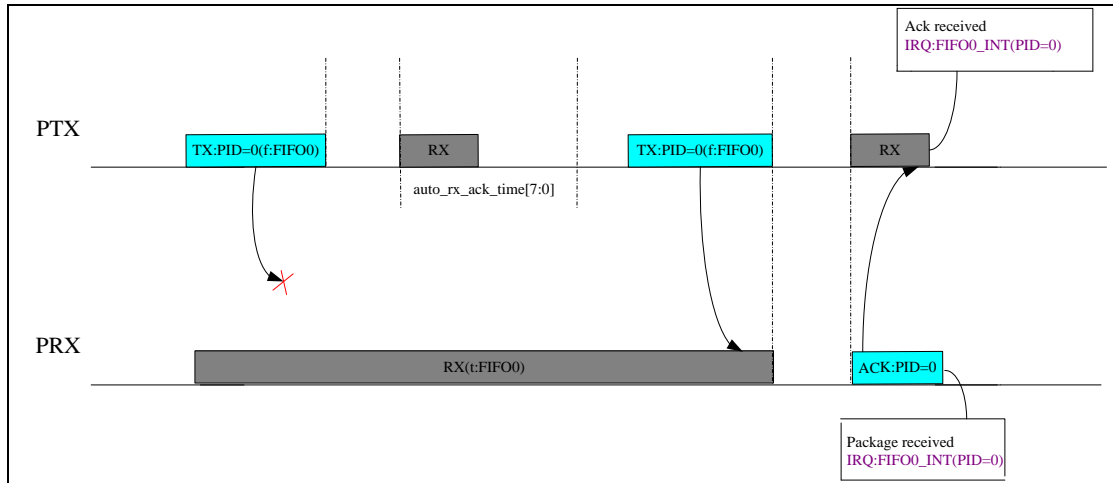 Ack received
IRQ:FIFO0_INT(PID=0)
PTX
TX:PID=0(f:FIFO0)
RX
TX:PID=0(f:FIFO0)
RX
auto_rx_ack_time[7:0]
PRX
RX(t:FIFO0)
ACK:PID=0
Package received
IRQ:FIFO0_INT(PID=0)